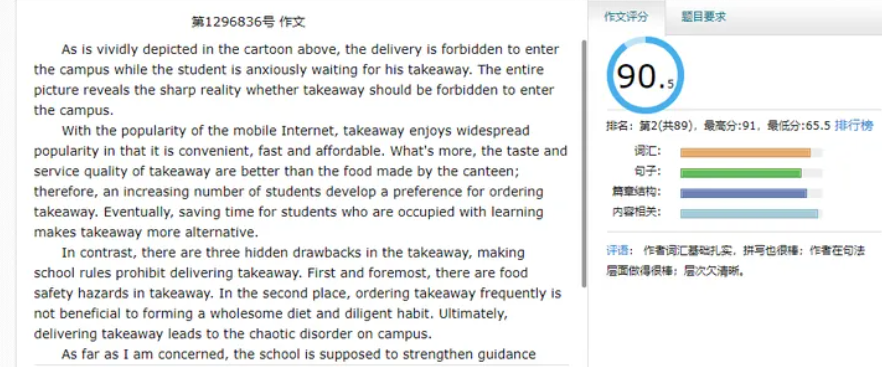 第1296836号 作文
As is vividly depicted in the cartoon above, the delivery is forbidden to enter
the campus while the student is anxiously waiting for his takeaway. The entire
picture reveals the sharp reality whether takeaway should be forbidden to enter
the campus.
With the popularity of the mobile Internet, takeaway enjoys widespread
popularity in that it is convenient, fast and affordable. What's more, the taste and
service quality of takeaway are better than the food made by the canteen;
therefore, an increasing number of students develop a preference for ordering
takeaway. Eventually, saving time for students who are occupied with learning
makes takeaway more alternative.
In contrast, there are three hidden drawbacks in the takeaway, making
school rules prohibit delivering takeaway. First and foremost, there are food
safety hazards in takeaway. In the second place, ordering takeaway frequently is
not beneficial to forming a wholesome diet and diligent habit. Ultimately,
delivering takeaway leads to the chaotic disorder on campus.
As far as I am concerned, the school is supposed to strengthen guidance
作文评分 题目要求
90.5
排名: 第2(共89), 最高分:91, 最低分:65.5 排行榜
词汇:
句子:
篇章结构:
内容相关:
评语: 作者词汇基础扎实, 拼写也很棒; 作者在句法
层面做得很棒; 层次欠清晰。